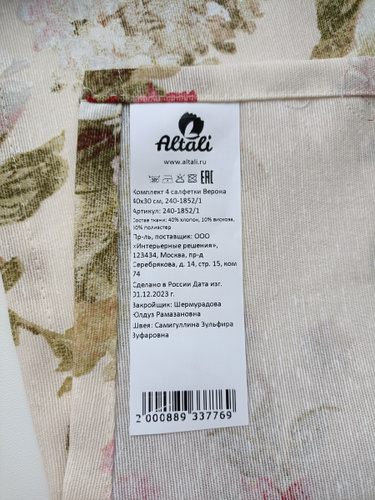 Altali
www.altali.ru
EAC
Комплект 4 салфетки Верона
40х30 см, 240-1852/1
Артикул: 240-1852/1
Состав ткани: 40% хлопок, 10% вискоза,
50% полиэстер
Пр-ль, поставщик: ООО
«Интерьерные решения»,
123434, Москва, пр-д
Серебрякова, д. 14, стр. 15, ком
74
Сделано в России Дата изг.
01.12.2023 г.
Закройщик: Шермурадова
Юлдуз Рамазановна
Швея: Самигуллина Зульфира
Зуфаровна
2 000889 337769